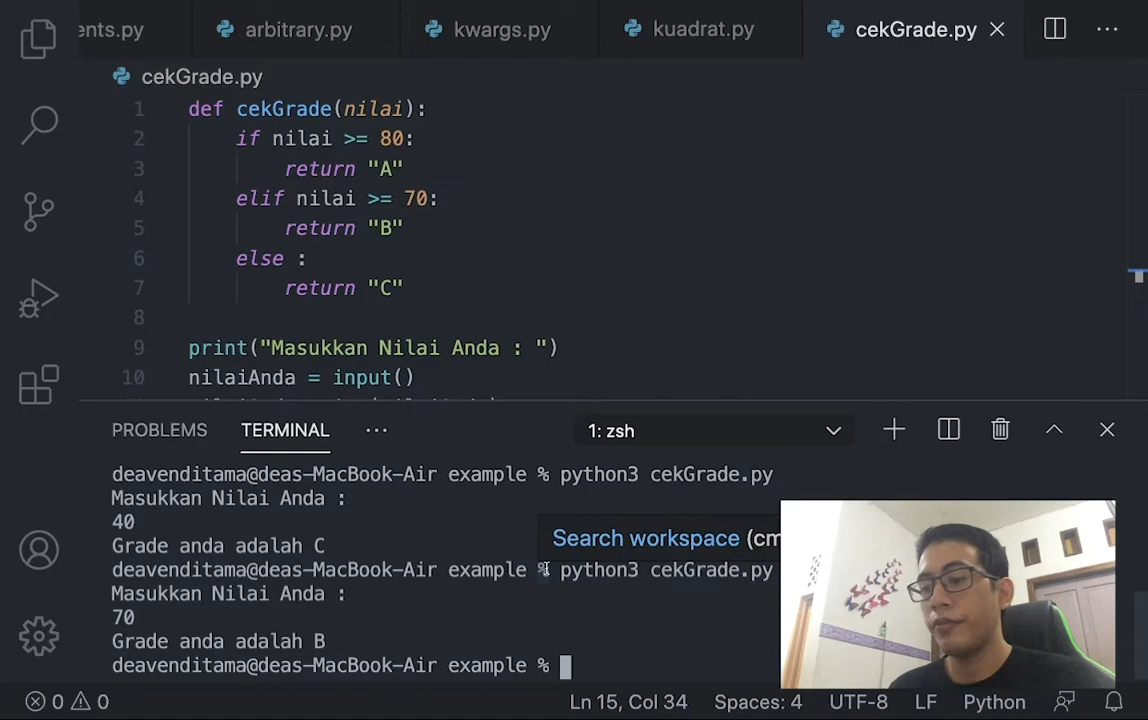 ents.py
arbitrary.py
kwargs.py
kuadrat.py
cekGrade.py
cekGrade.py
1 def cekGrade(nilai):
2 if nilai >= 80:
3 return "A"
4 elif nilai >= 70:
5 return "B"
6 else :
7 return "C"
8
9 print("Masukkan Nilai Anda : ")
10 nilaiAnda = input()
PROBLEMS TERMINAL ··· 1: zsh
deavenditama@deas-MacBook-Air example % python3 cekGrade.py
Masukkan Nilai Anda :
40
Grade anda adalah C
Search workspace (cm
deavenditama@deas-MacBook-Air example % python3 cekGrade.py
Masukkan Nilai Anda :
70
Grade anda adalah B
deavenditama@deas-MacBook-Air example %
0 0 Ln 15, Col 34 Spaces: 4 UTF-8 LF Python